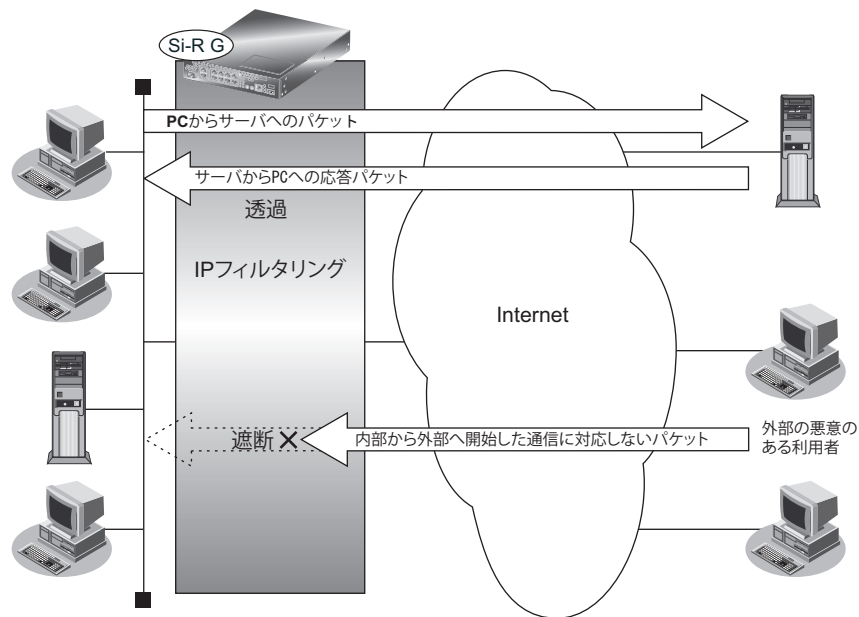 Si-R G
PCからサーバへのパケット
サーバからPCへの応答パケット
透過
IPフィルタリング
Internet
遮断
内部から外部へ開始した通信に対応しないパケット
外部の悪意の
ある利用者